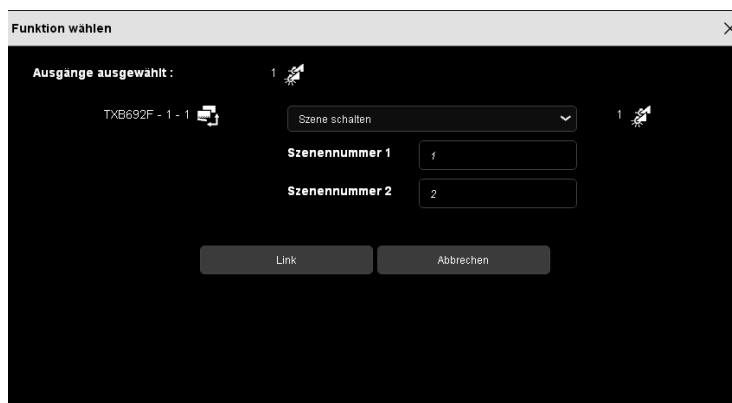 Funktion wählen
Ausgänge ausgewählt : 1
TXB692F - 1 - 1 Szene schalten 1
Szenennummer 1 1
Szenennummer 2 2
Link Abbrechen